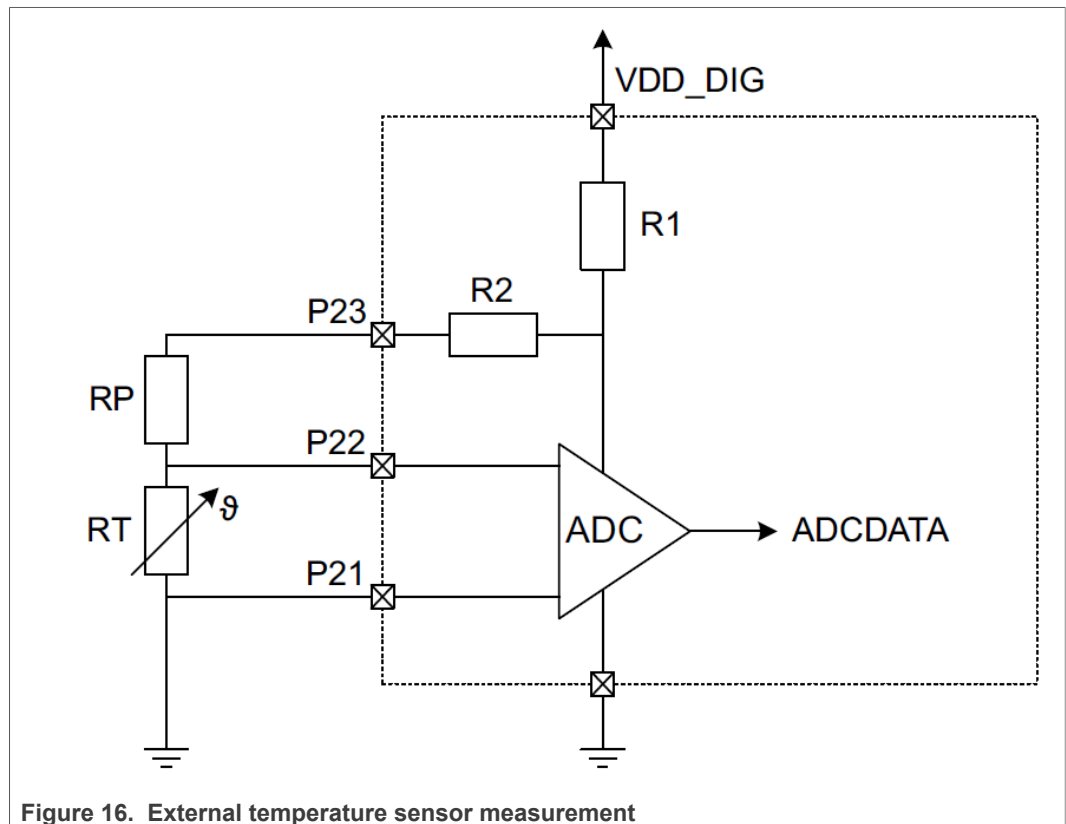 VDD_DIG
R1
R2
P23
RP
P22
RT
ϑ
ADC
ADCDATA
P21
Figure 16. External temperature sensor measurement